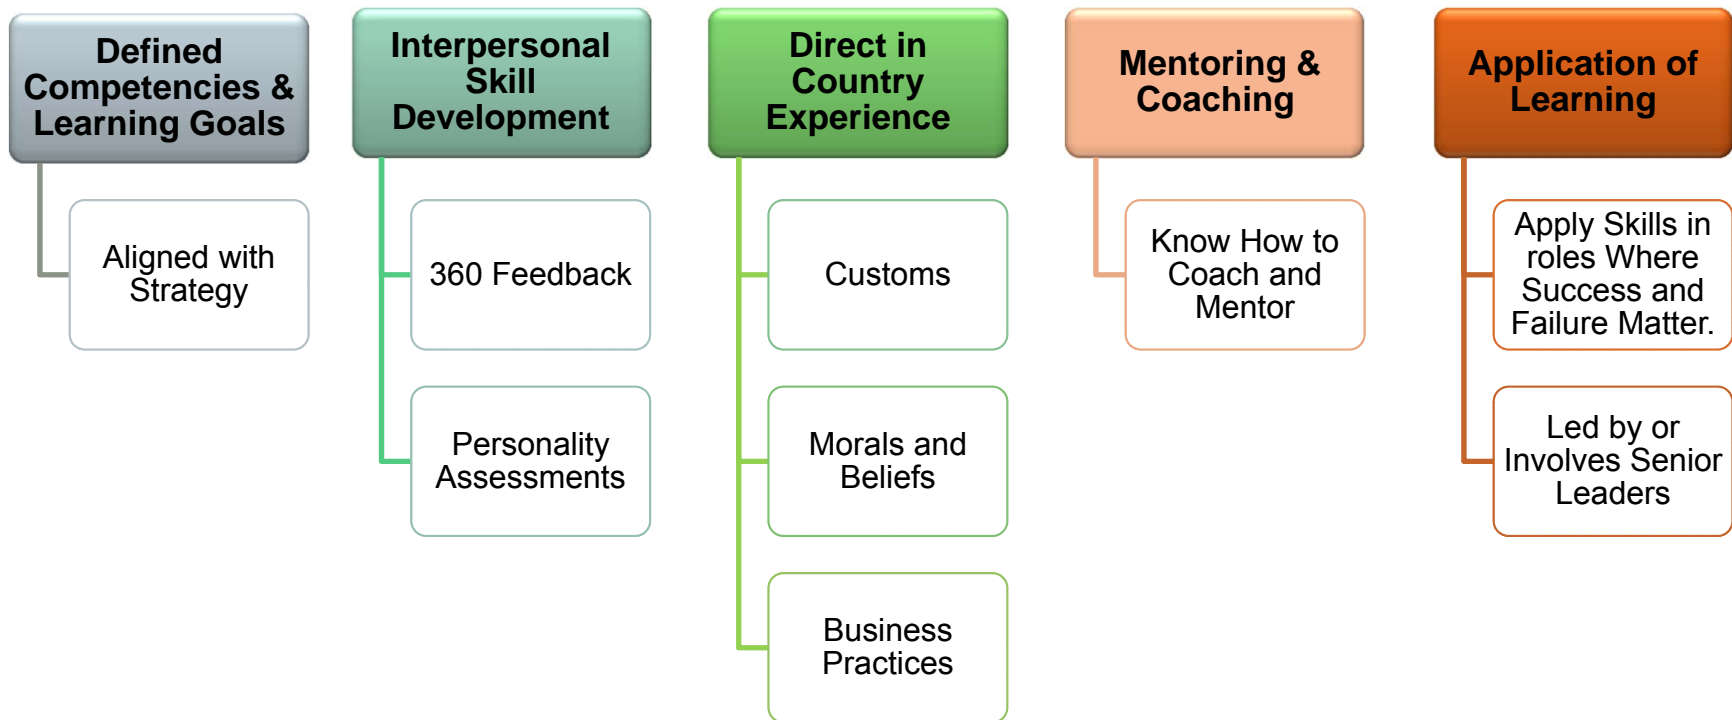 Defined
Competencies &
Learning Goals
Aligned with
Strategy
Interpersonal
Skill
Development
360 Feedback
Personality
Assessments
Direct in
Country
Experience
Customs
Morals and
Beliefs
Business
Practices
Mentoring &
Coaching
Know How to
Coach and
Mentor
Application of
Learning
Apply Skills in
roles Where
Success and
Failure Matter.
Led by or
Involves Senior
Leaders